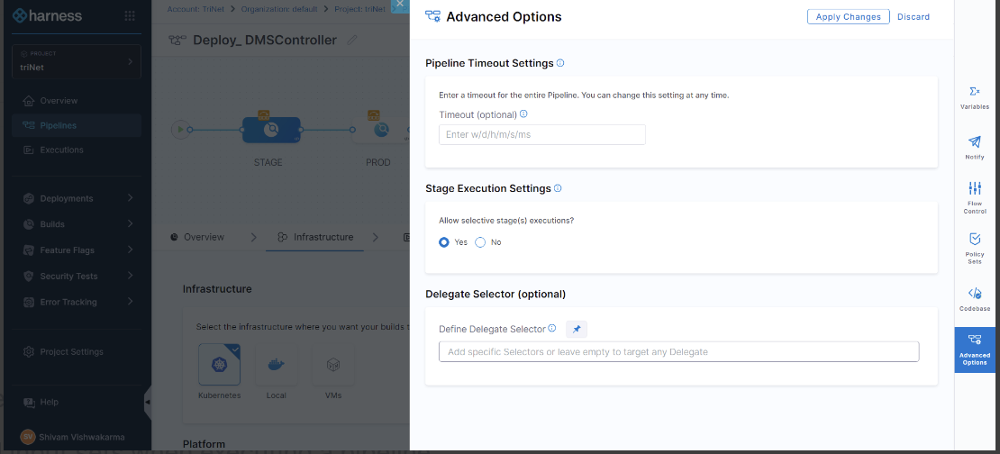 harness
Account: TriNet > Organization: default > Project: triNet
PROJECT
triNet
Overview
Pipelines
Executions
Deployments
Builds
Feature Flags
Security Tests
Error Tracking
Project Settings
Help
SV Shivam Vishwakarma
Deploy_ DMSController
STAGE
PROD
Overview
Infrastructure
Infrastructure
Select the infrastructure where you want your builds t
Kubernetes
Local
VMs
Platform
Advanced Options
Apply Changes
Discard
Pipeline Timeout Settings
Enter a timeout for the entire Pipeline. You can change this setting at any time.
Timeout (optional)
Enter w/d/h/m/s/ms
Stage Execution Settings
Allow selective stage(s) executions?
Yes
No
Delegate Selector (optional)
Define Delegate Selector
Add specific Selectors or leave empty to target any Delegate
Variables
Notify
Flow
Control
Policy
Sets
Codebase
Advanced
Options